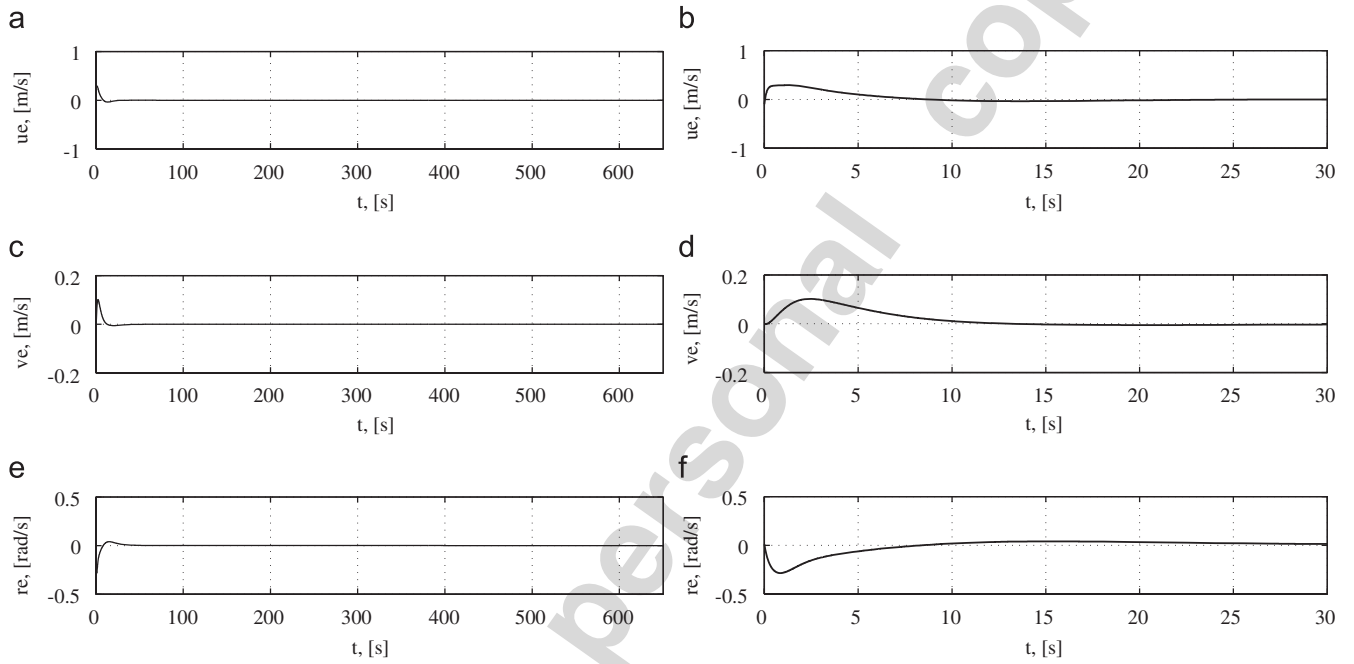 a
1
0
-1
ue, [m/s]
0 100 200 300 400 500 600
t, [s]
b
1
0
-1
ue, [m/s]
0 5 10 15 20 25 30
t, [s]
c
0.2
0
-0.2
ve, [m/s]
0 100 200 300 400 500 600
t, [s]
d
0.2
0
-0.2
ve, [m/s]
0 5 10 15 20 25 30
t, [s]
e
0.5
0
-0.5
re, [rad/s]
0 100 200 300 400 500 600
t, [s]
f
0.5
0
-0.5
re, [rad/s]
0 5 10 15 20 25 30
t, [s]
personal cop